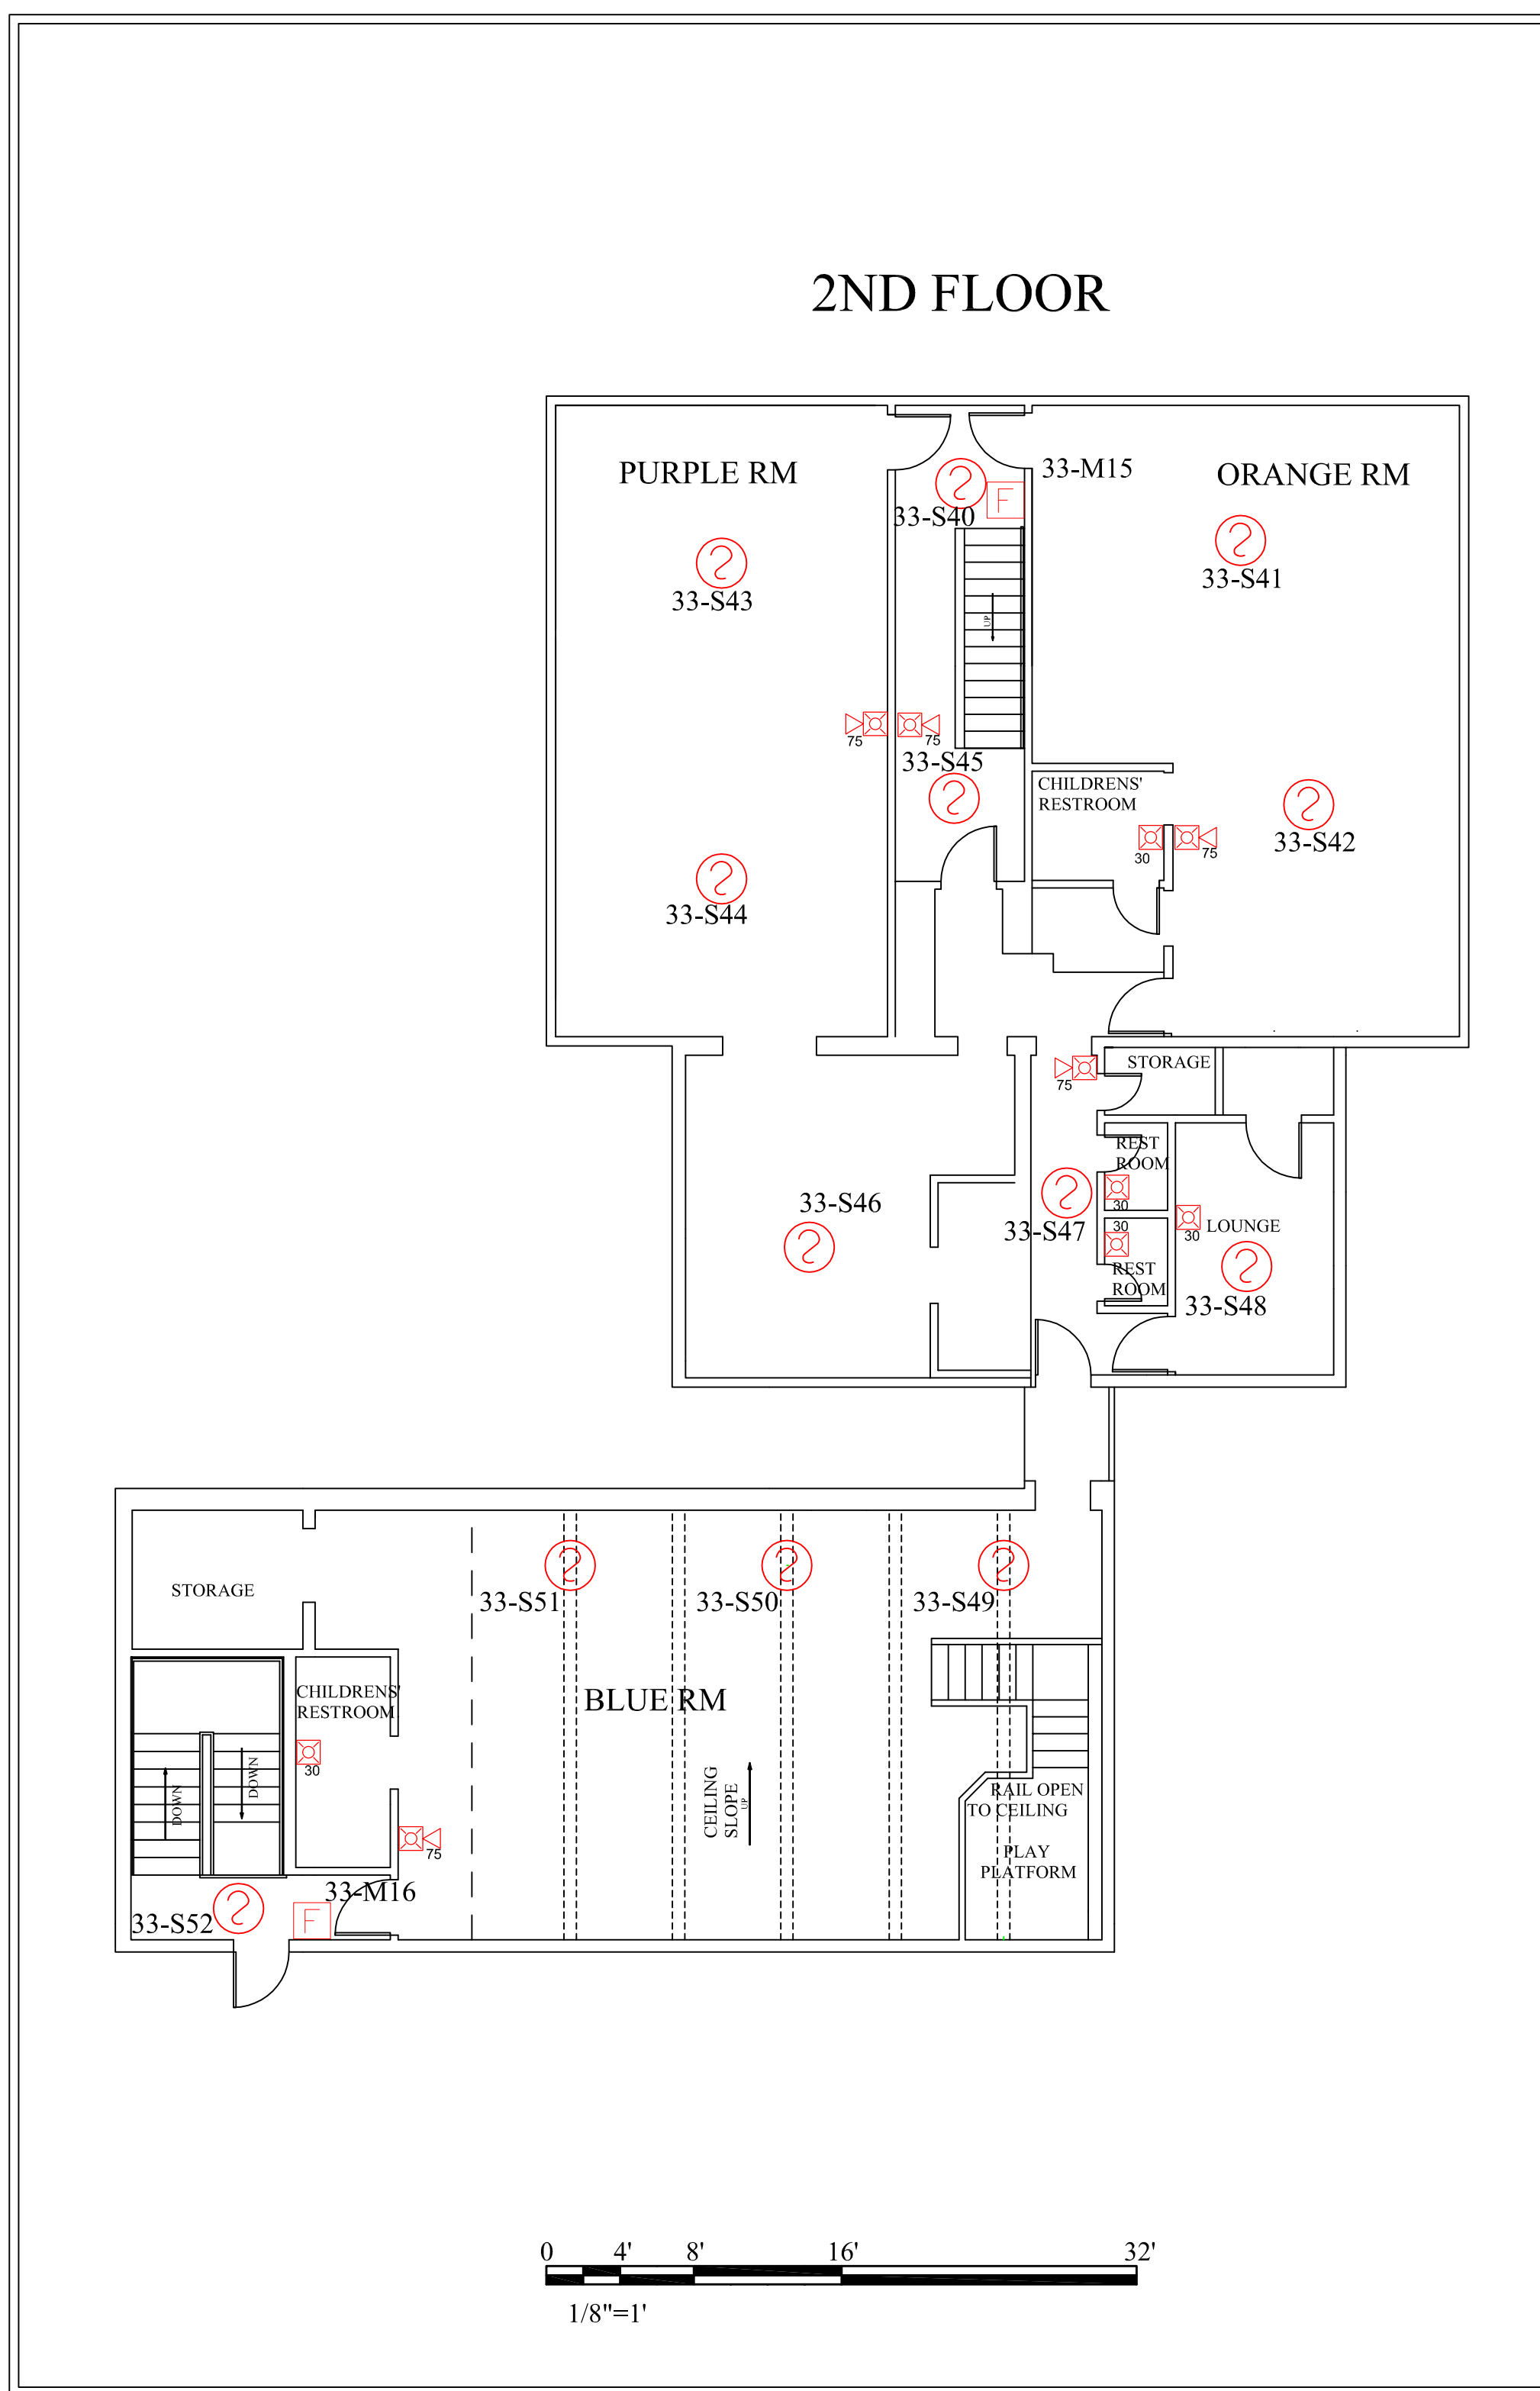 2ND FLOOR
PURPLE RM
33-M15
ORANGE RM
F
33-S40
33-S41
33-S43
UP
75
75
33-S45
CHILDRENS'
RESTROOM
33-S42
30
75
33-S44
STORAGE
75
REST
ROOM
33-S46
30
33-S47
30
LOUNGE
30
REST
ROOM
33-S48
STORAGE
33-S51
33-S50
33-S49
CHILDRENS'
RESTROOM
BLUE RM
30
DOWN
DOWN
CEILING
SLOPE
UP
RAIL OPEN
TO CEILING
75
PLAY
PLATFORM
33-M16
33-S52
F
0 4' 8' 16' 32'
1/8"=1'